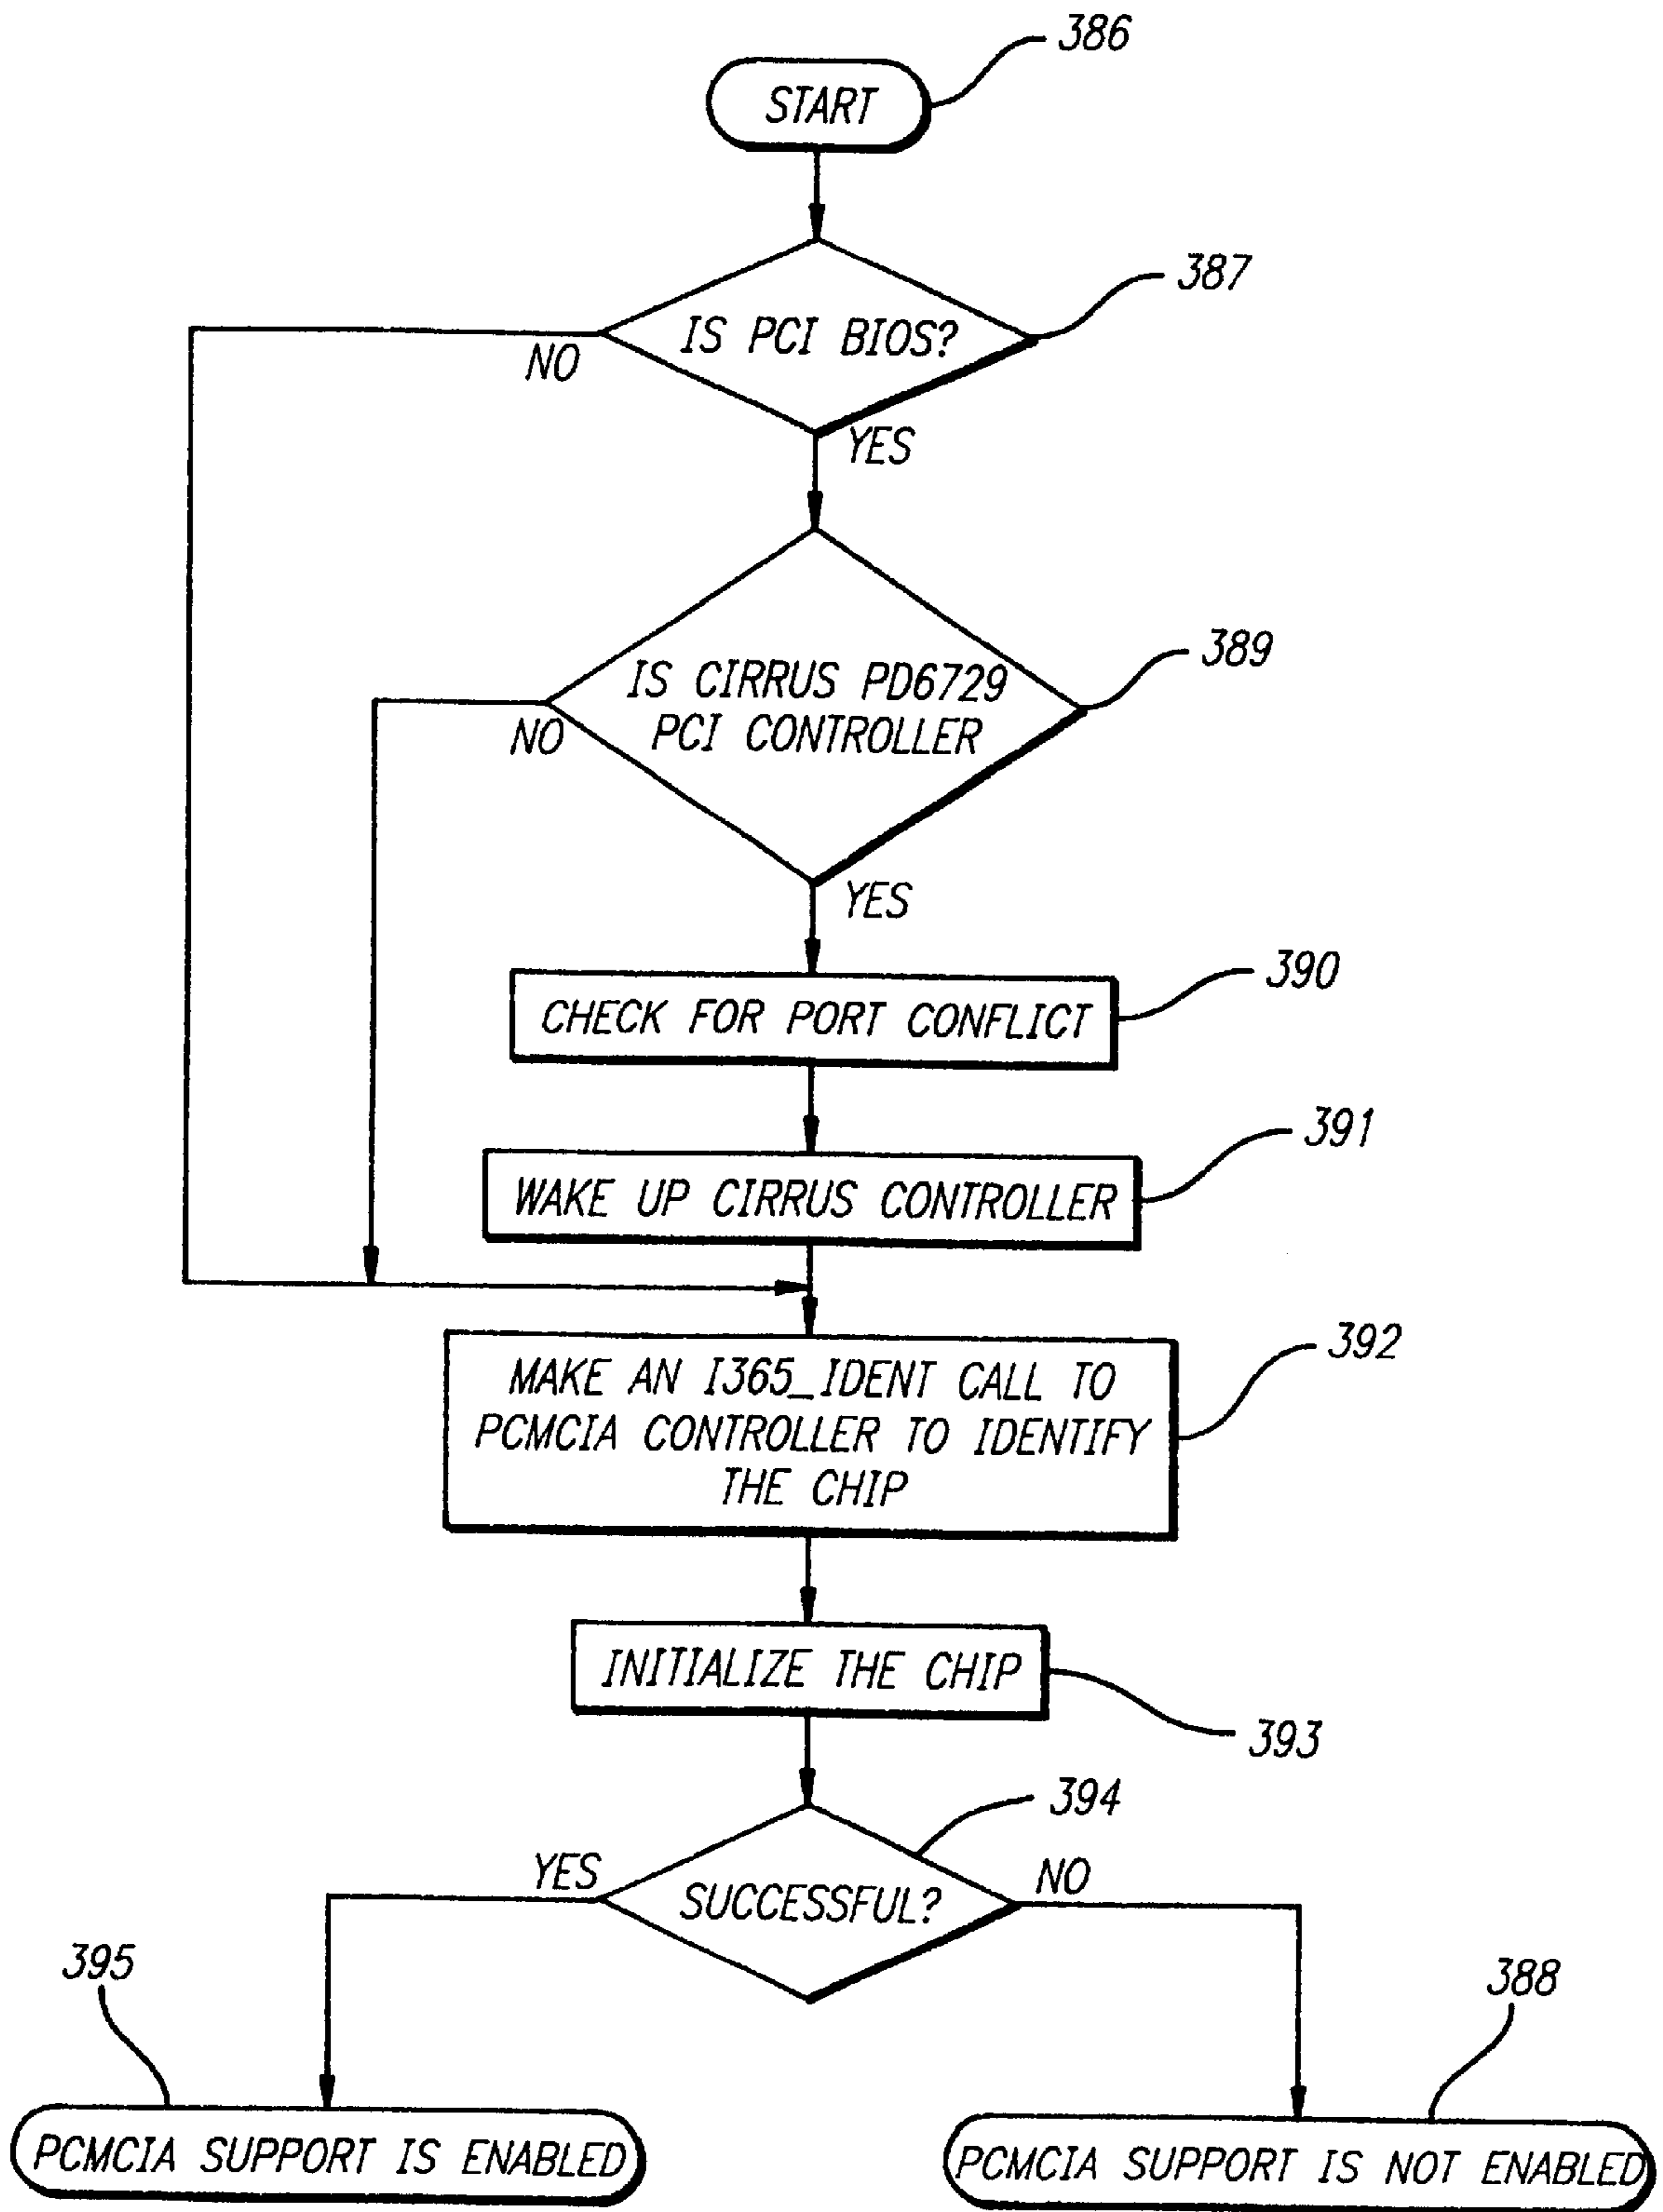 386
START
387
IS PCI BIOS?
NO
YES
389
IS CIRRUS PD6729
PCI CONTROLLER
NO
YES
390
CHECK FOR PORT CONFLICT
391
WAKE UP CIRRUS CONTROLLER
392
MAKE AN I365_IDENT CALL TO
PCMCIA CONTROLLER TO IDENTIFY
THE CHIP
INITIALIZE THE CHIP
393
394
YES
NO
SUCCESSFUL?
395
388
PCMCIA SUPPORT IS ENABLED
PCMCIA SUPPORT IS NOT ENABLED